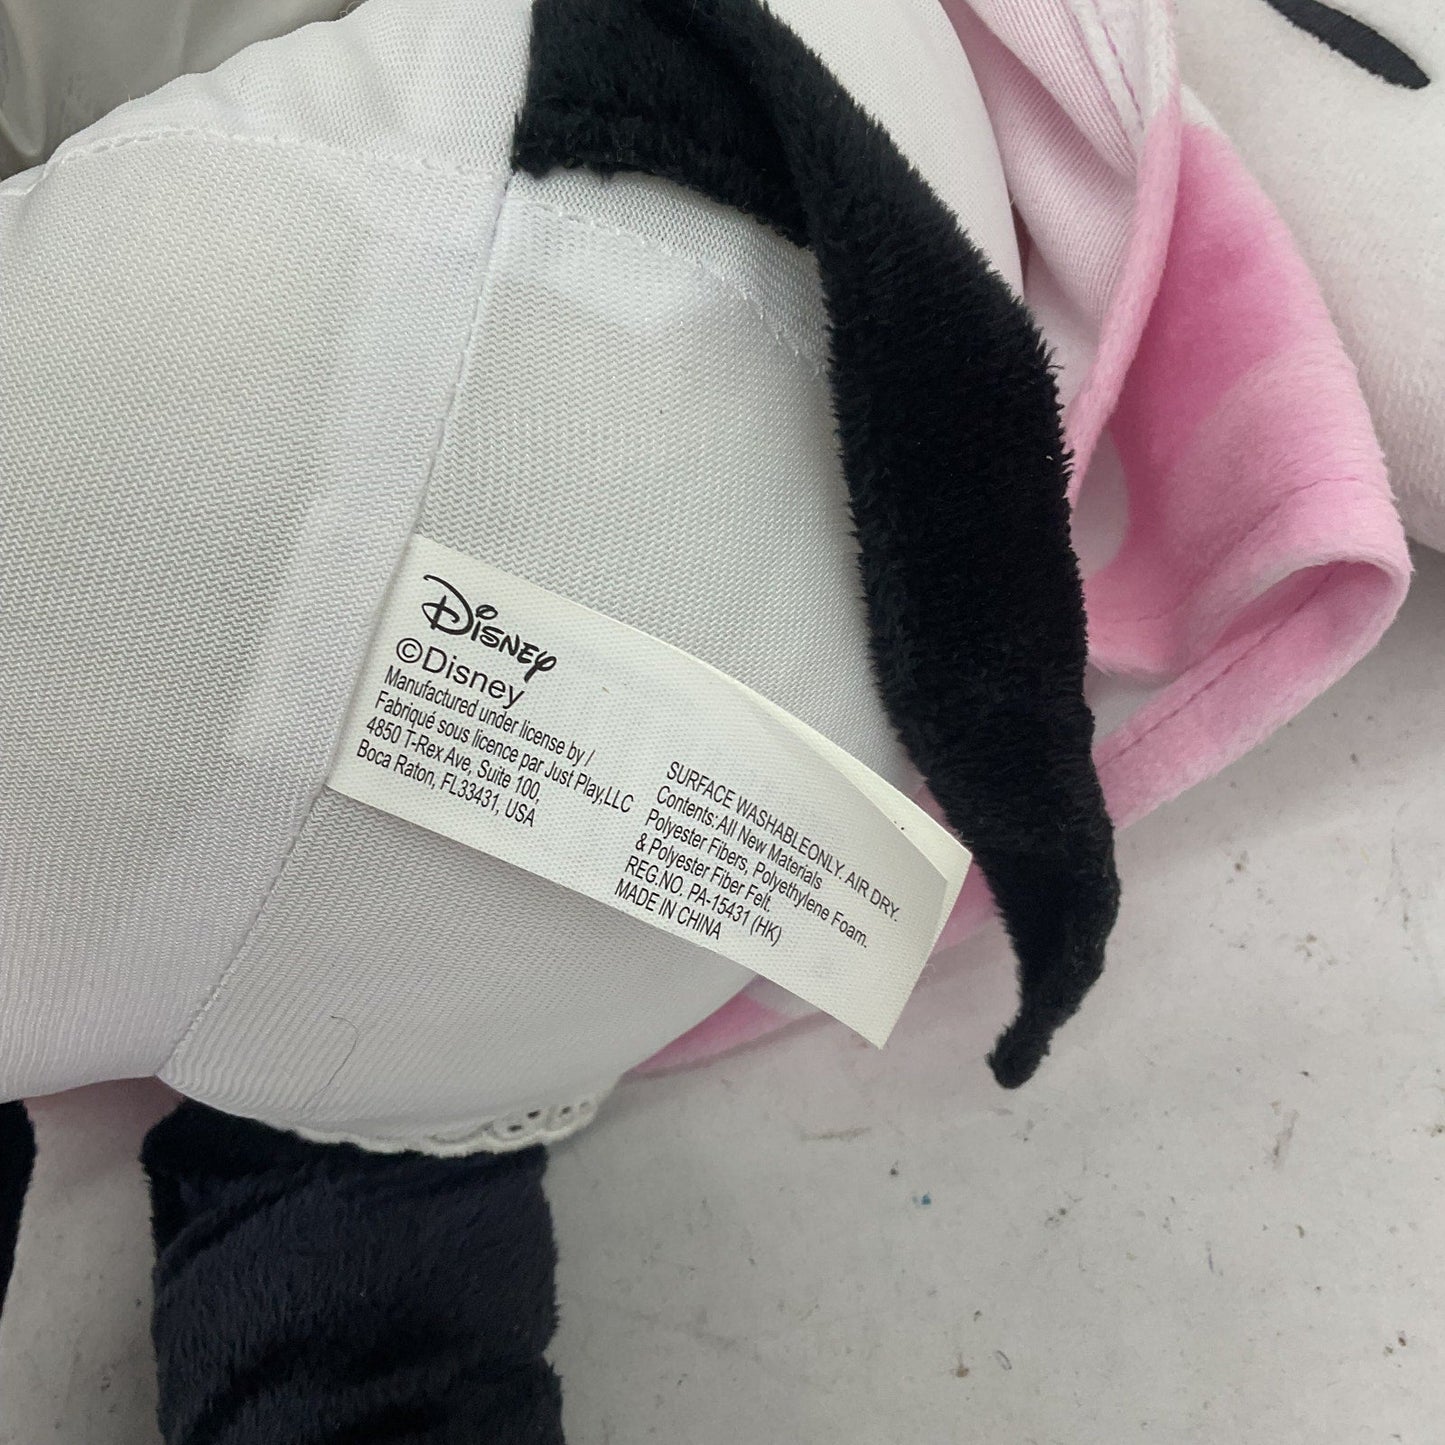 Disney
©Disney
Manufactured under license by /
Fabriqué sous licence par Just Play,LLC
4850 T-Rex Ave, Suite 100,
Boca Raton, FL33431, USA
SURFACE WASHABLEONLY. AIR DRY.
Contents: All New Materials
Polyester Fibers, Polyethylene Foam.
& Polyester Fiber Felt.
REG.NO. PA-15431 (HK)
MADE IN CHINA